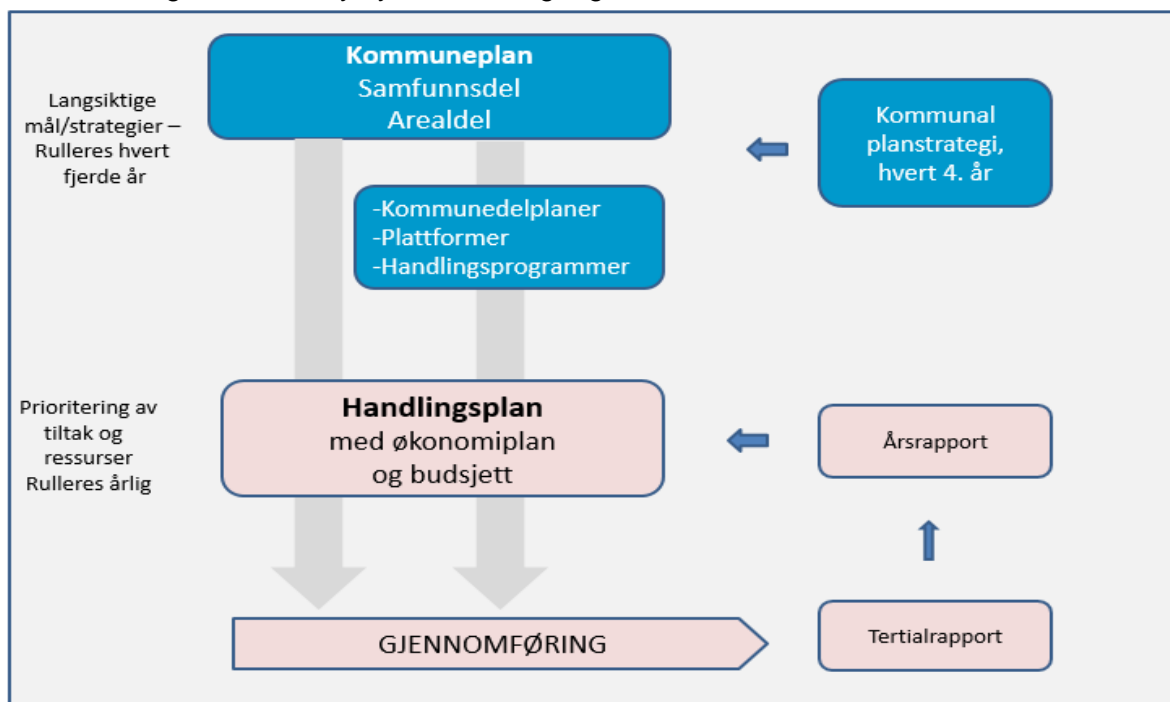 Kommuneplan
Samfunnsdel
Arealdel
Langsiktige
mål/strategier –
Rulleres hvert
fjerde år
Kommunal
planstrategi,
hvert 4. år
-Kommunedelplaner
-Plattformer
-Handlingsprogrammer
Prioritering av
tiltak og
ressurser
Rulleres årlig
Handlingsplan
med økonomiplan
og budsjett
Årsrapport
GJENNOMFØRING
Tertialrapport